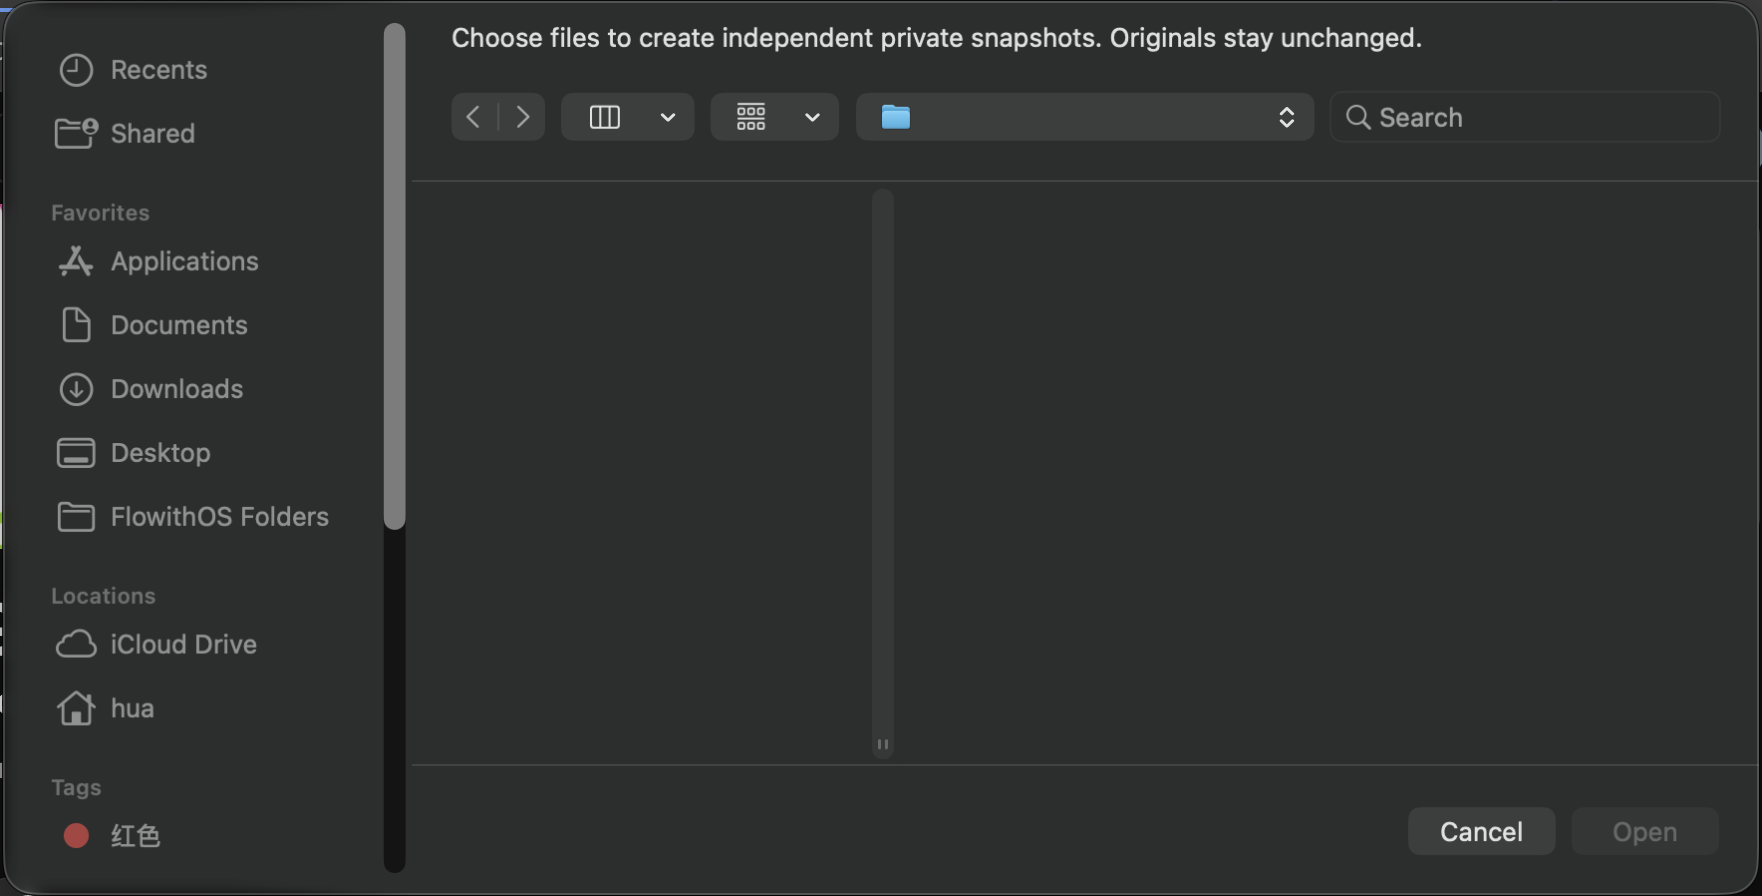 Choose files to create independent private snapshots. Originals stay unchanged.
Search
Recents
Shared
Favorites
Applications
Documents
Downloads
Desktop
FlowithOS Folders
Locations
iCloud Drive
hua
Tags
红色
Cancel
Open